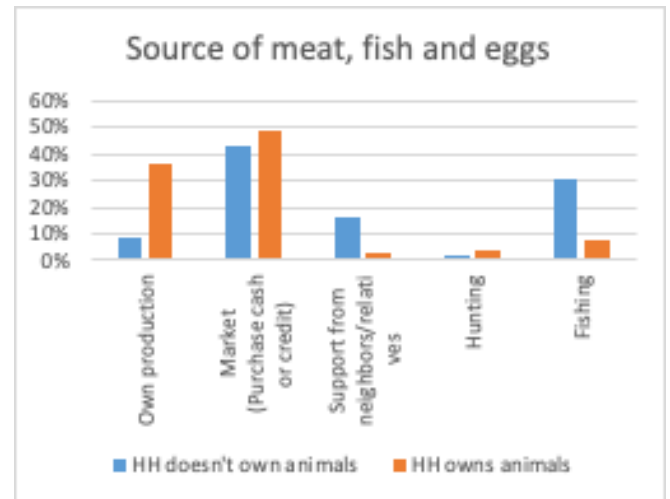 Source of meat, fish and eggs
60%
50%
40%
30%
20%
10%
0%
Own production
Market
(Purchase cash
or credit)
Support from
neighbors/relati
ves
Hunting
Fishing
HH doesn't own animals
HH owns animals